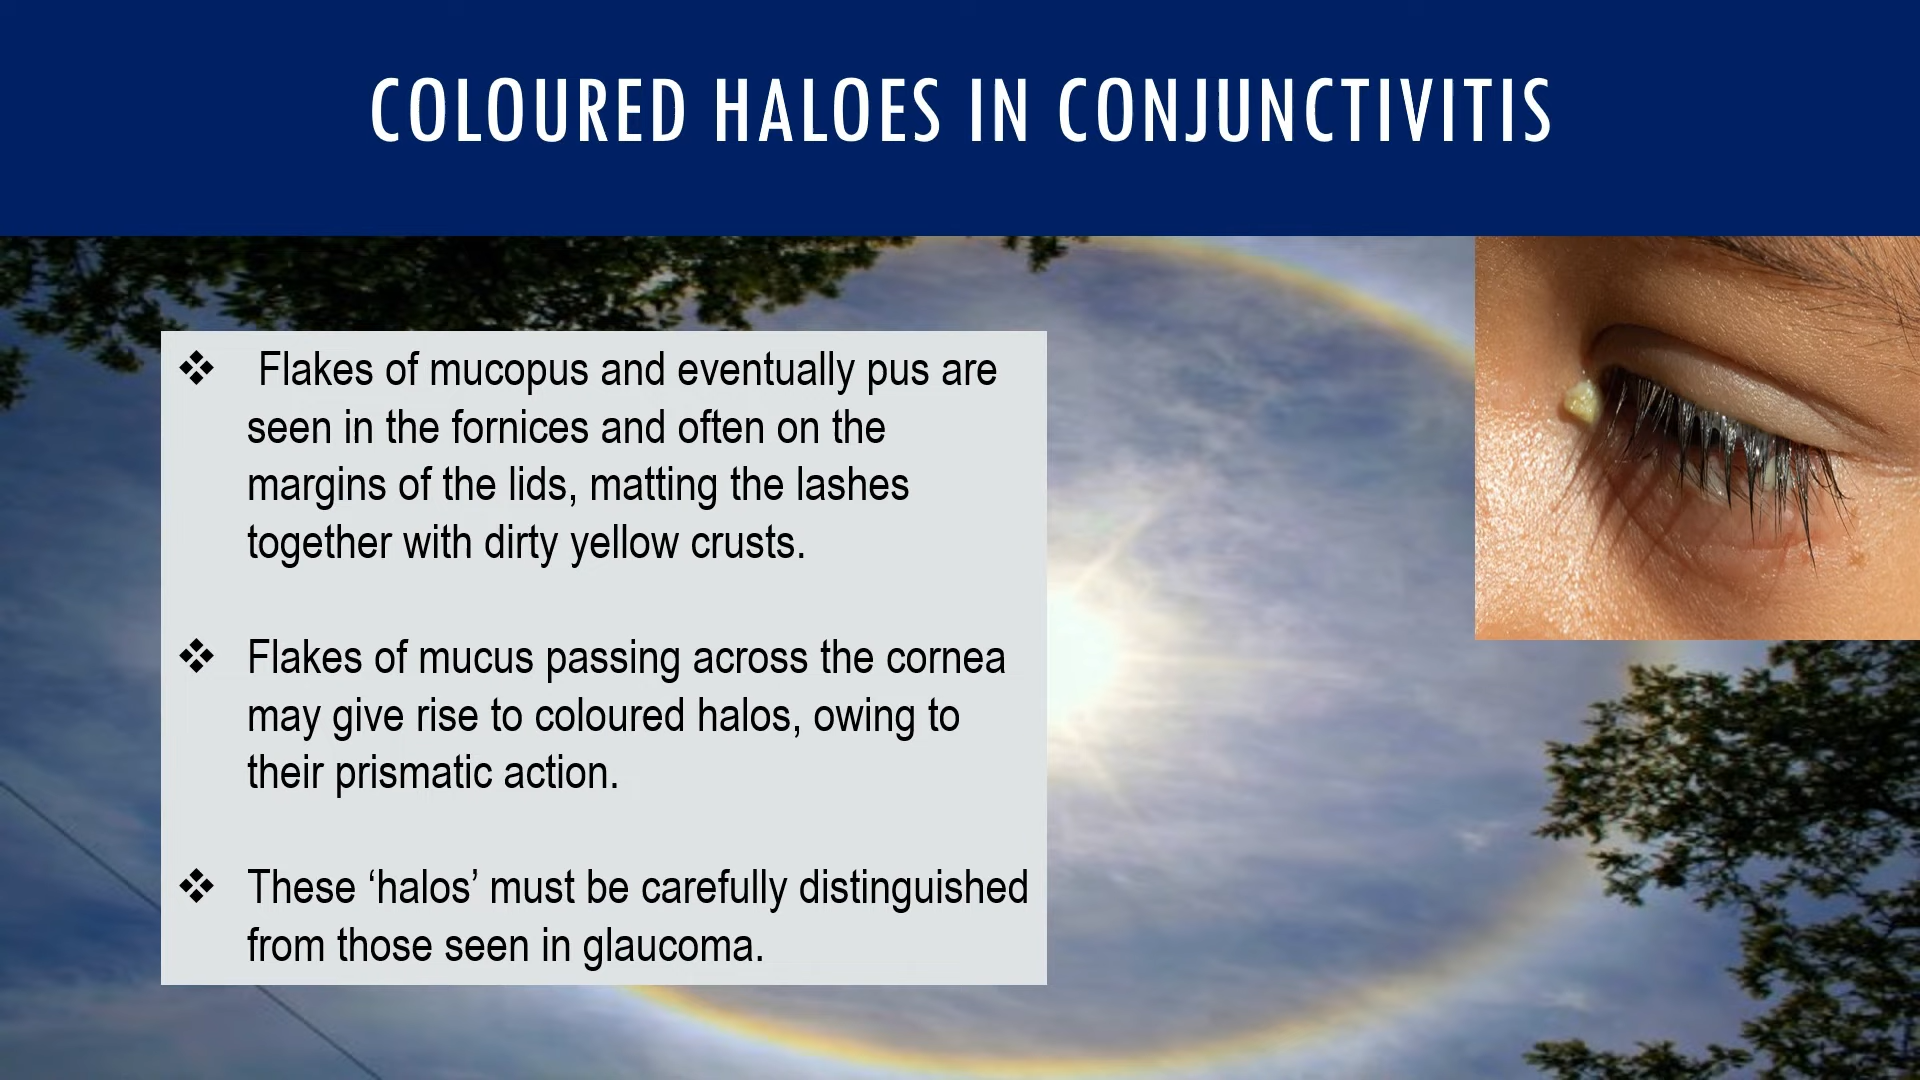 COLOURED HALOES IN CONJUNCTIVITIS
❖ Flakes of mucopus and eventually pus are
seen in the fornices and often on the
margins of the lids, matting the lashes
together with dirty yellow crusts.
❖ Flakes of mucus passing across the cornea
may give rise to coloured halos, owing to
their prismatic action.
❖ These ‘halos’ must be carefully distinguished
from those seen in glaucoma.